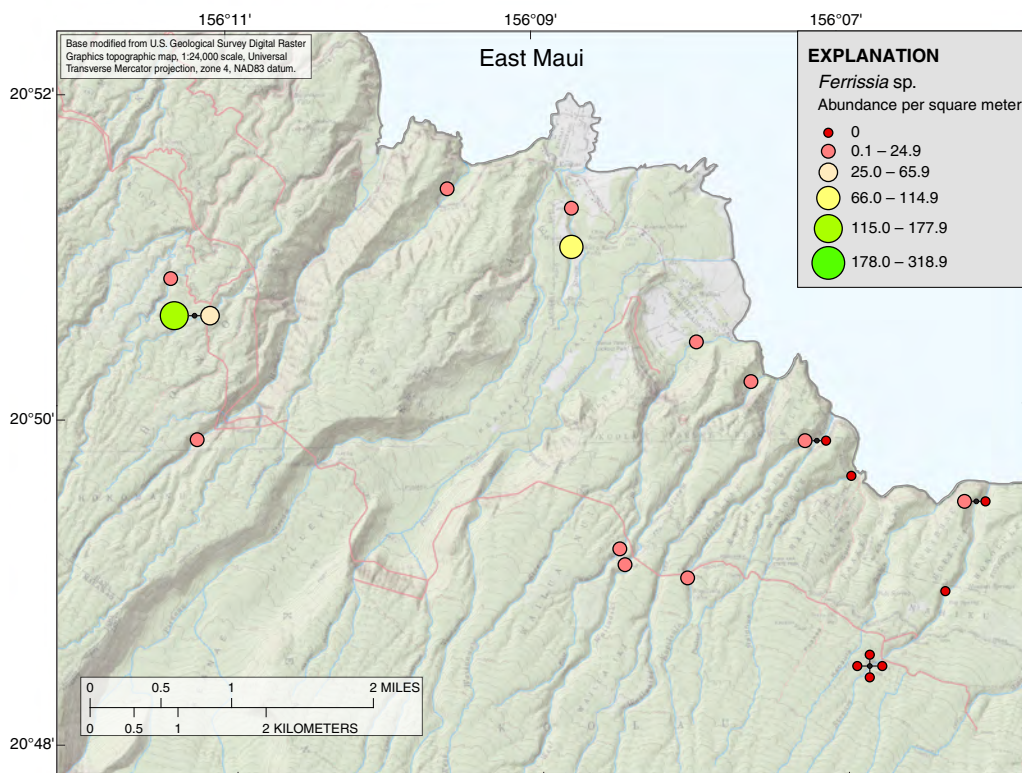 156°11'
156°09'
156°07'
Base modified from U.S. Geological Survey Digital Raster
Graphics topographic map, 1:24,000 scale, Universal
Transverse Mercator projection, zone 4, NAD83 datum.
East Maui
EXPLANATION
Ferrissia sp.
Abundance per square meter
0
0.1 – 24.9
25.0 – 65.9
66.0 – 114.9
115.0 – 177.9
178.0 – 318.9
20°52'
20°50'
20°48'
0 0.5 1 2 MILES
0 0.5 1 2 KILOMETERS